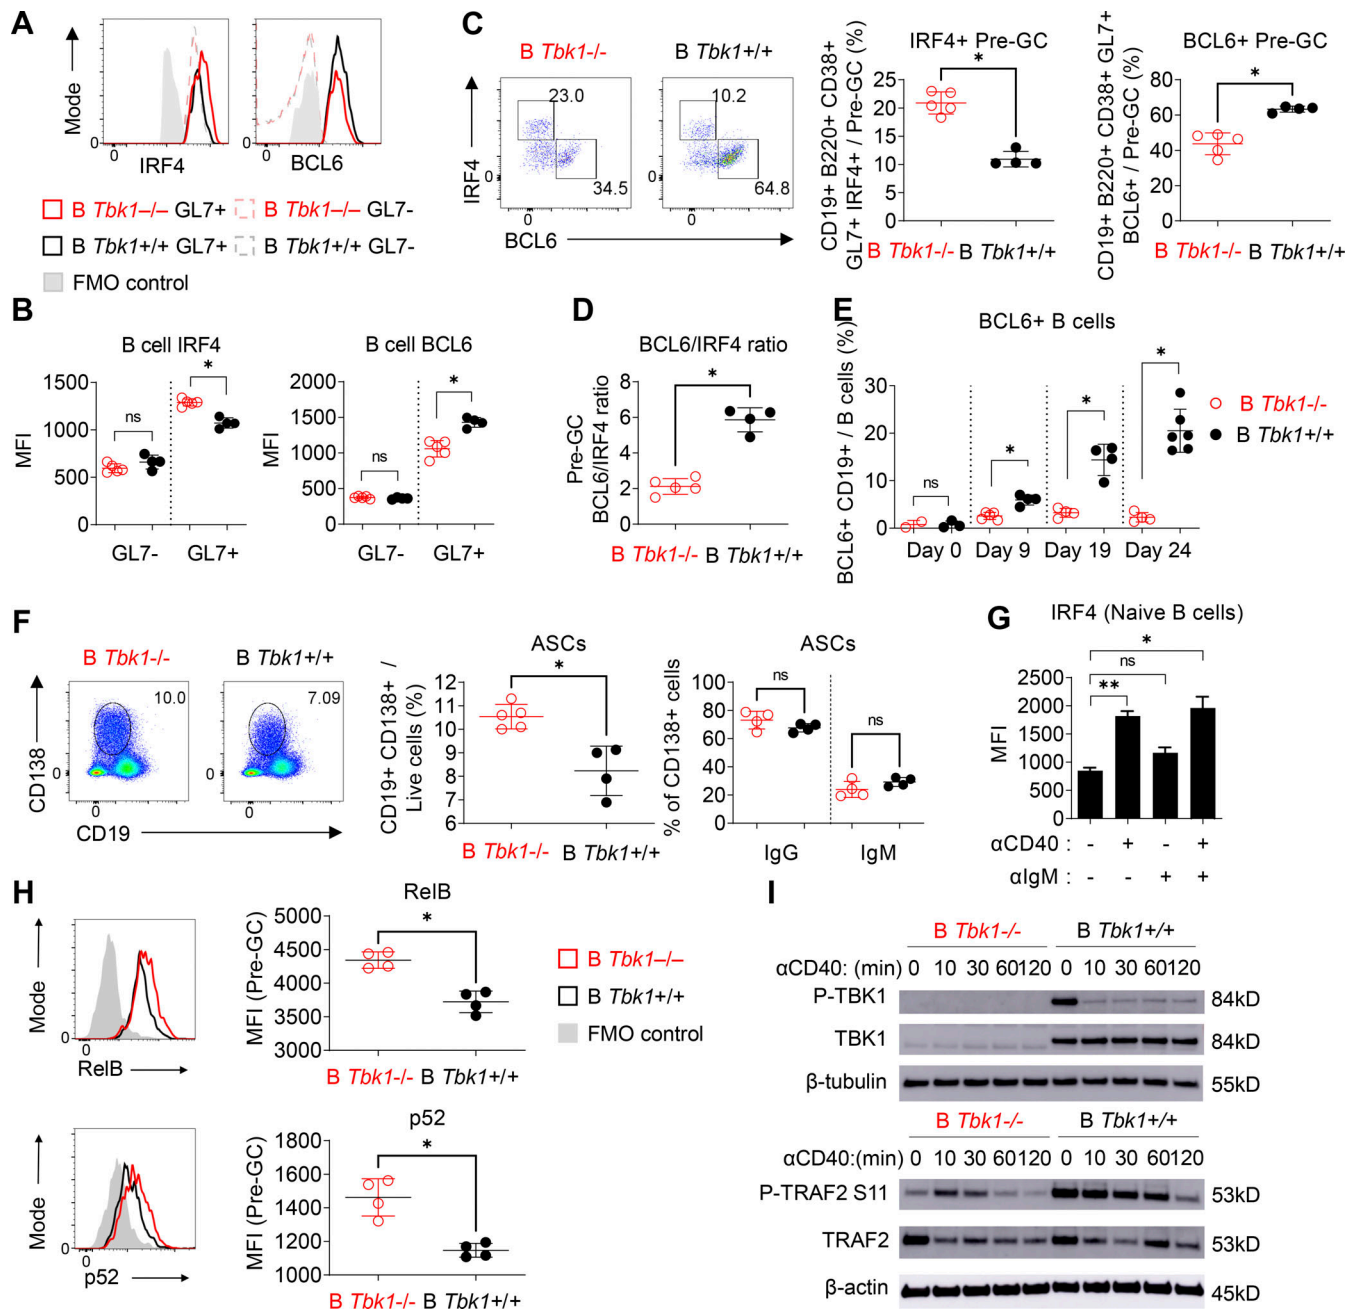 A
Mode
0
0
IRF4
0
BCL6
B Tbk1–/– GL7+
B Tbk1–/– GL7-
B Tbk1+/+ GL7+
B Tbk1+/+ GL7-
FMO control
B
B cell IRF4
MFI
1500
1000
500
0
ns
*
GL7-
GL7+
B cell BCL6
MFI
2000
1500
1000
500
0
ns
*
GL7-
GL7+
C
B Tbk1-/-
B Tbk1+/+
23.0
34.5
10.2
64.8
IRF4
0
0
0
0
BCL6
IRF4+ Pre-GC
CD19+ B220+ CD38+
GL7+ IRF4+ / Pre-GC (%)
25
20
15
10
5
0
*
B Tbk1-/-
B Tbk1+/+
BCL6+ Pre-GC
CD19+ B220+ CD38+ GL7+
BCL6+ / Pre-GC (%)
80
60
40
20
0
*
B Tbk1-/-
B Tbk1+/+
D
BCL6/IRF4 ratio
Pre-GC
BCL6/IRF4 ratio
8
6
4
2
0
*
B Tbk1-/-
B Tbk1+/+
E
BCL6+ B cells
BCL6+ CD19+ / B cells (%)
30
20
10
0
ns
*
*
*
Day 0
Day 9
Day 19
Day 24
B Tbk1-/-
B Tbk1+/+
F
B Tbk1-/-
B Tbk1+/+
10.0
7.09
CD138
0
0
0
0
CD19
ASCs
CD19+ CD138+ /
Live cells (%)
12
11
10
9
8
7
6
*
B Tbk1-/-
B Tbk1+/+
ASCs
% of CD138+ cells
100
80
60
40
20
0
ns
ns
IgG
IgM
G
IRF4 (Naive B cells)
MFI
2500
2000
1500
1000
500
0
**
ns
*
αCD40 : - + - +
αIgM : - - + +
H
Mode
0
0
RelB
RelB
MFI (Pre-GC)
5000
4500
4000
3500
3000
*
B Tbk1-/-
B Tbk1+/+
B Tbk1–/–
B Tbk1+/+
FMO control
Mode
0
0
p52
p52
MFI (Pre-GC)
1800
1600
1400
1200
1000
*
B Tbk1-/-
B Tbk1+/+
I
B Tbk1-/-
B Tbk1+/+
αCD40: (min) 0 10 30 60 120 0 10 30 60 120
P-TBK1 84kD
TBK1 84kD
β-tubulin 55kD
B Tbk1-/-
B Tbk1+/+
αCD40:(min) 0 10 30 60 120 0 10 30 60 120
P-TRAF2 S11 53kD
TRAF2 53kD
β-actin 45kD